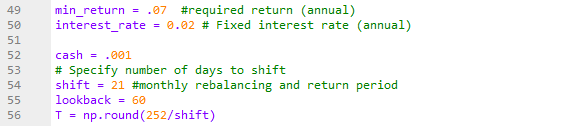 49 min_return = .07  #required return (annual)
50 interest_rate = 0.02 # Fixed interest rate (annual)
51
52 cash = .001
53 # Specify number of days to shift
54 shift = 21 #monthly rebalancing and return period
55 lookback = 60
56 T = np.round(252/shift)